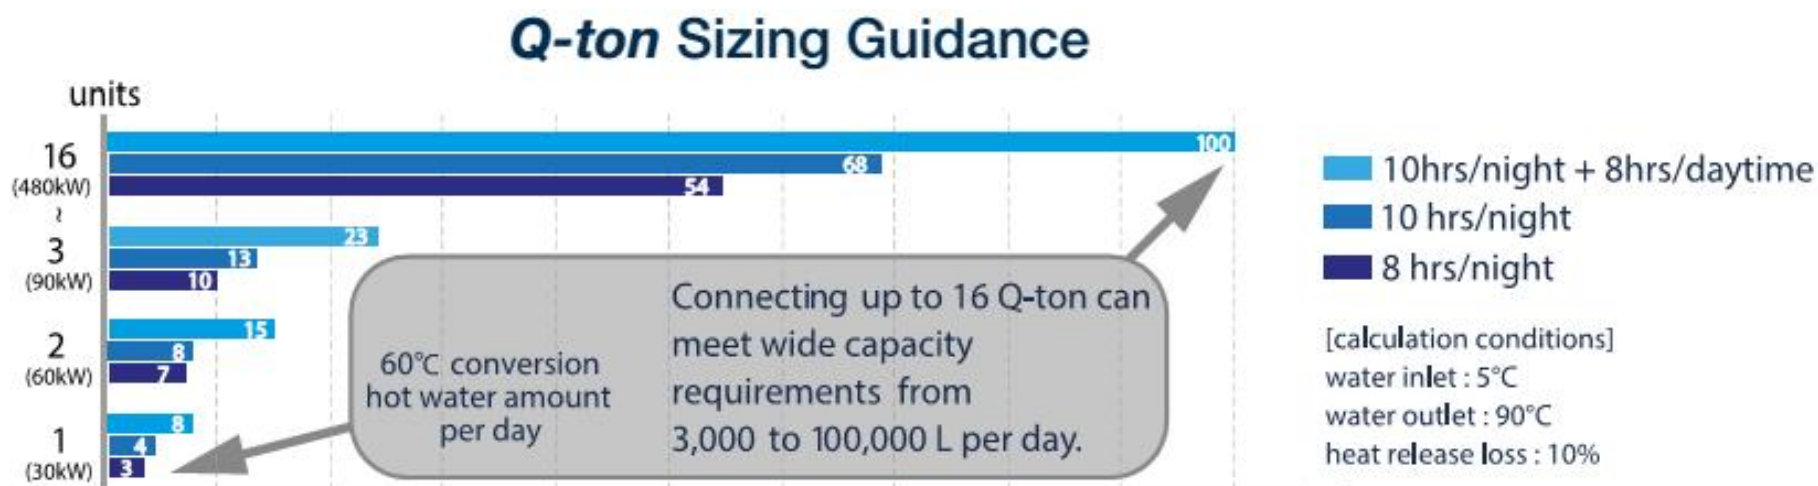 Q-ton Sizing Guidance
units
16
(480kW)
100
68
54
≀
3
(90kW)
23
13
10
2
(60kW)
15
8
7
1
(30kW)
8
4
3
60℃ conversion
hot water amount
per day
Connecting up to 16 Q-ton can
meet wide capacity
requirements from
3,000 to 100,000 L per day.
10hrs/night + 8hrs/daytime
10 hrs/night
8 hrs/night
[calculation conditions]
water inlet : 5°C
water outlet : 90°C
heat release loss : 10%